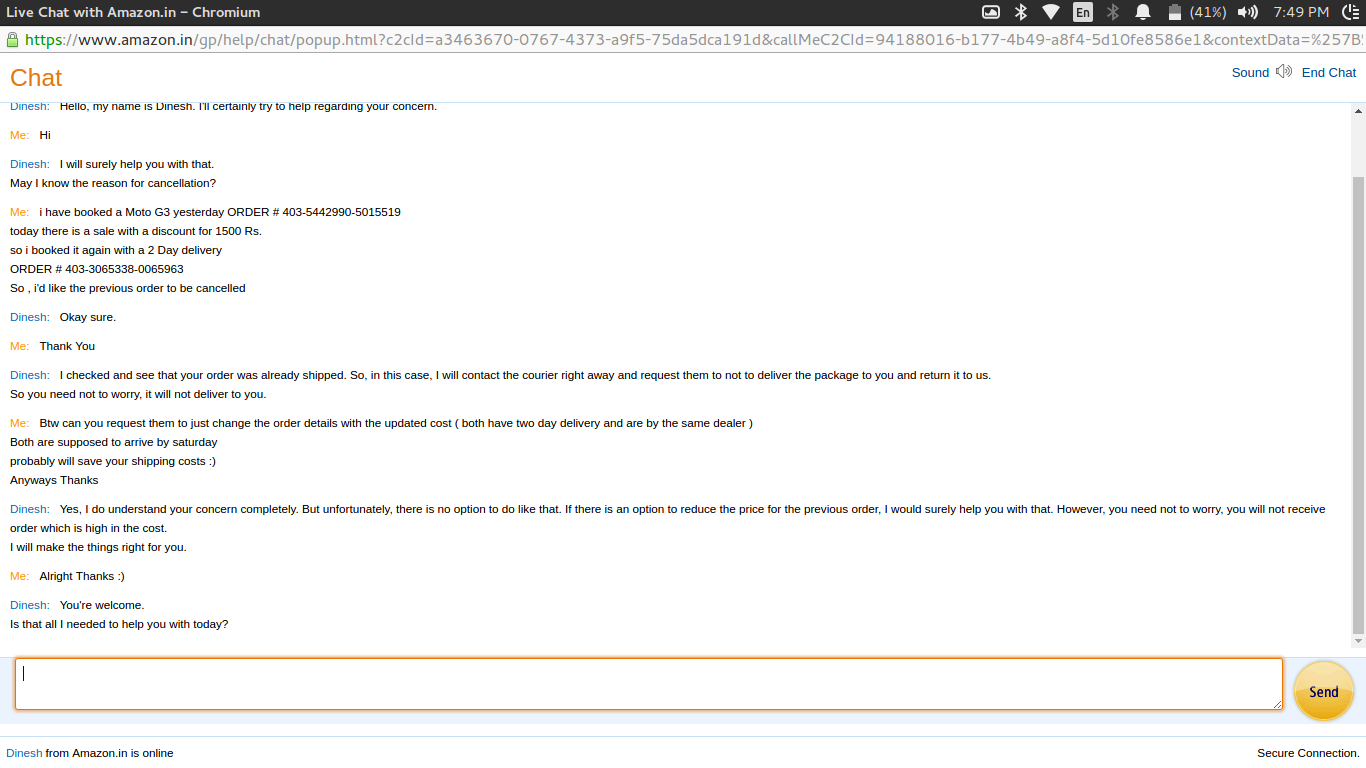 Live Chat with Amazon.in – Chromium
En
(41%)
7:49 PM
https://www.amazon.in/gp/help/chat/popup.html?c2cId=a3463670-0767-4373-a9f5-75da5dca191d&callMeC2CId=94188016-b177-4b49-a8f4-5d10fe8586e1&contextData=%257B%
Chat
Sound
End Chat
Dinesh: Hello, my name is Dinesh. I'll certainly try to help regarding your concern.
Me: Hi
Dinesh: I will surely help you with that.
May I know the reason for cancellation?
Me: i have booked a Moto G3 yesterday ORDER # 403-5442990-5015519
today there is a sale with a discount for 1500 Rs.
so i booked it again with a 2 Day delivery
ORDER # 403-3065338-0065963
So , i'd like the previous order to be cancelled
Dinesh: Okay sure.
Me: Thank You
Dinesh: I checked and see that your order was already shipped. So, in this case, I will contact the courier right away and request them to not to deliver the package to you and return it to us.
So you need not to worry, it will not deliver to you.
Me: Btw can you request them to just change the order details with the updated cost ( both have two day delivery and are by the same dealer )
Both are supposed to arrive by saturday
probably will save your shipping costs :)
Anyways Thanks
Dinesh: Yes, I do understand your concern completely. But unfortunately, there is no option to do like that. If there is an option to reduce the price for the previous order, I would surely help you with that. However, you need not to worry, you will not receive
order which is high in the cost.
I will make the things right for you.
Me: Alright Thanks :)
Dinesh: You're welcome.
Is that all I needed to help you with today?
Send
Dinesh from Amazon.in is online
Secure Connection.